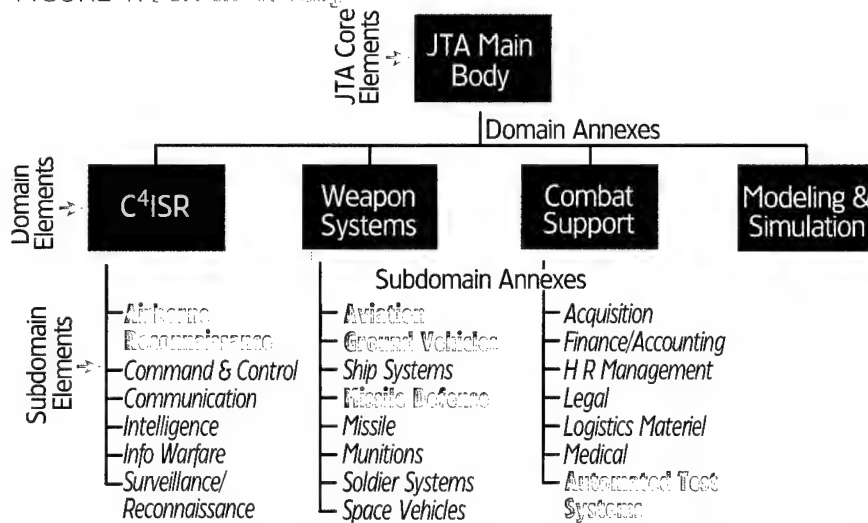 FIGURE
JTA Core
Elements
JTA Main
Body
Domain Annexes
Domain
Elements
C⁴ISR
Weapon
Systems
Combat
Support
Modeling &
Simulation
Subdomain Annexes
Subdomain
Elements
Airborne
Reconnaissance
Command & Control
Communication
Intelligence
Info Warfare
Surveillance/
Reconnaissance
Aviation
Ground Vehicles
Ship Systems
Missile Defense
Missile
Munitions
Soldier Systems
Space Vehicles
Acquisition
Finance/Accounting
H R Management
Legal
Logistics Materiel
Medical
Automated Test
Systems